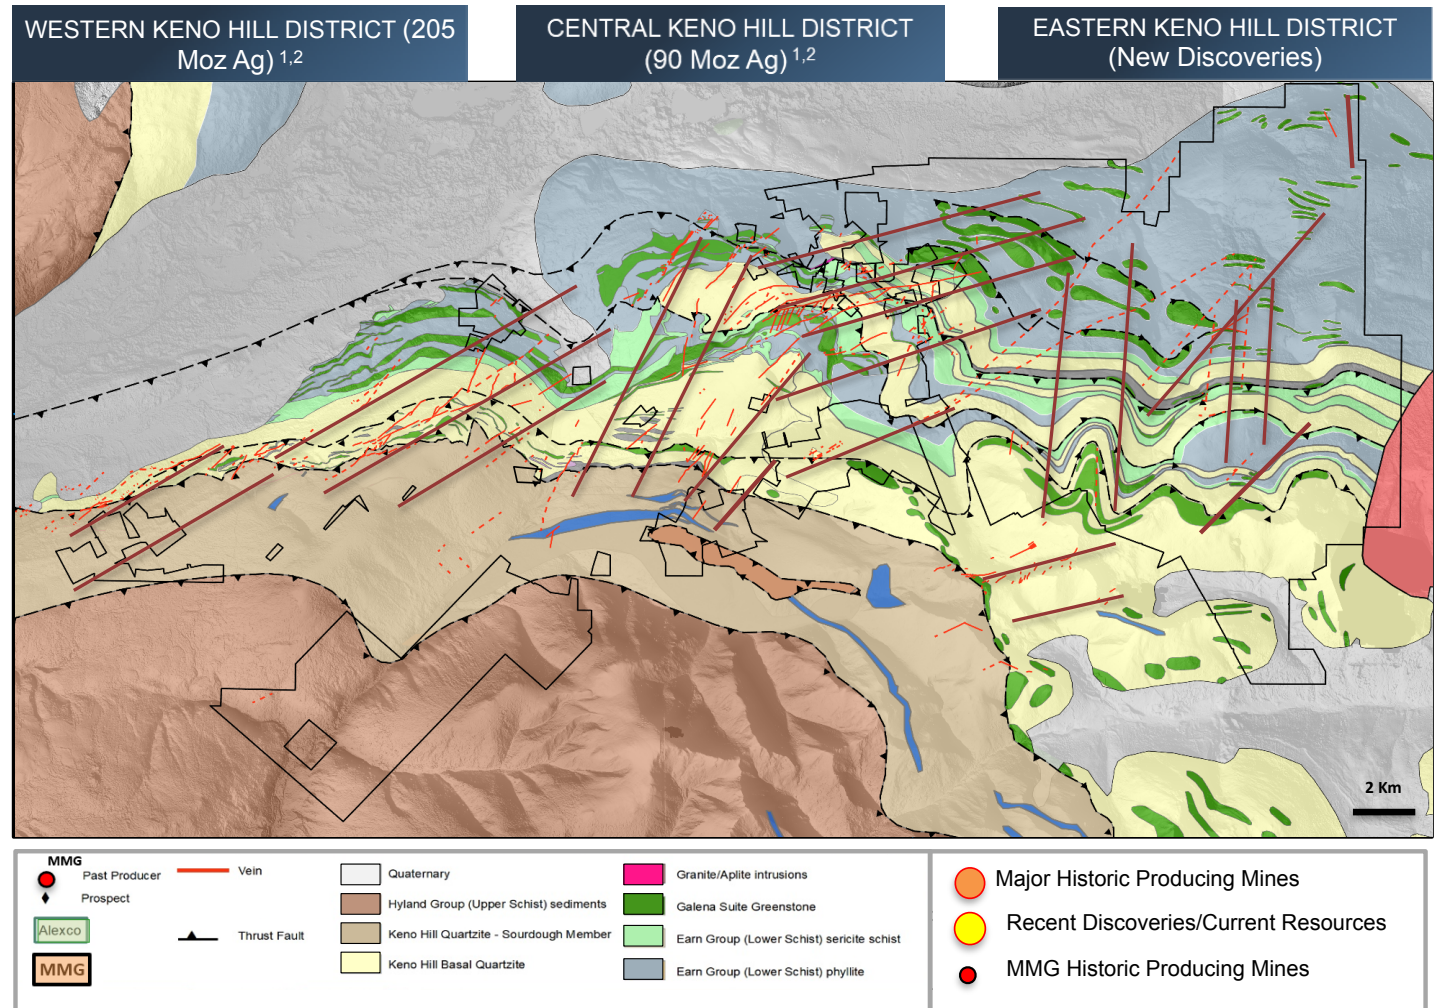 WESTERN KENO HILL DISTRICT (205
Moz Ag) 1,2
CENTRAL KENO HILL DISTRICT
(90 Moz Ag) 1,2
EASTERN KENO HILL DISTRICT
(New Discoveries)
2 Km
MMG
Past Producer
Prospect
Alexco
MMG
Vein
Thrust Fault
Quaternary
Hyland Group (Upper Schist) sediments
Keno Hill Quartzite - Sourdough Member
Keno Hill Basal Quartzite
Granite/Aplite intrusions
Galena Suite Greenstone
Earn Group (Lower Schist) sericite schist
Earn Group (Lower Schist) phyllite
Major Historic Producing Mines
Recent Discoveries/Current Resources
MMG Historic Producing Mines